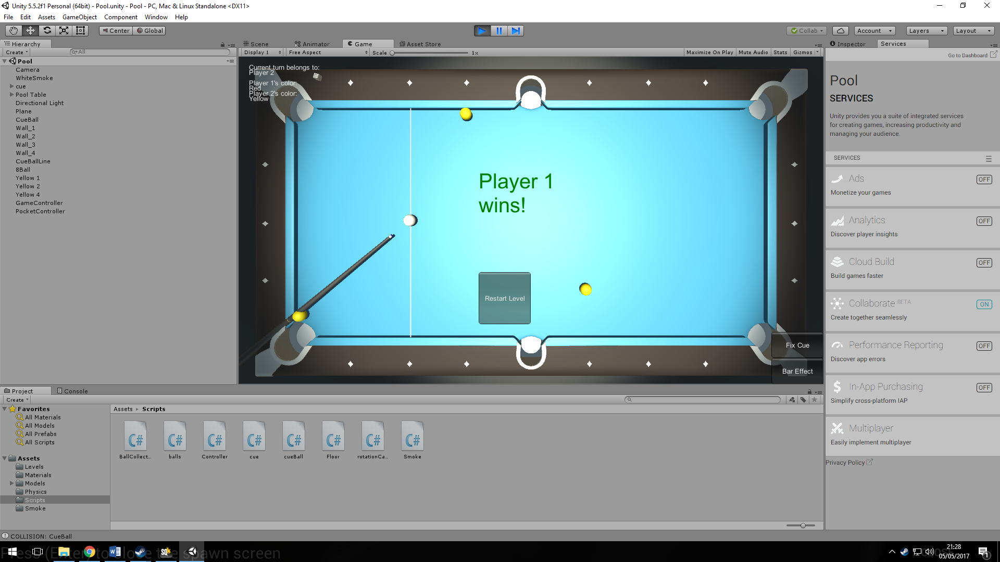 Unity 5.5.2f1 Personal (64bit) - Pool.unity - Pool - PC, Mac & Linux Standalone <DX11>
File Edit Assets GameObject Component Window Help
Center Global Collab Account Layers Layout
Hierarchy
Create All
Pool
Camera
WhiteSmoke
cue
Pool Table
Directional Light
Plane
CueBall
Wall_1
Wall_2
Wall_3
Wall_4
CueBallLine
8Ball
Yellow 1
Yellow 2
Yellow 4
GameController
PocketController
Scene Animator Game Asset Store
Display 1 Free Aspect Scale 1x Maximize On Play Mute Audio Stats Gizmos
Current turn belongs to:
Player 2
Player 1's color:
Red
Player 2's color:
Yellow
Player 1
wins!
Restart Level
Fix Cue
Bar Effect
Inspector Services
Go to Dashboard
Pool
SERVICES
Unity provides you a suite of integrated services
for creating games, increasing productivity and
managing your audience.
SERVICES
Ads OFF
Monetize your games
Analytics OFF
Discover player insights
Cloud Build OFF
Build games faster
Collaborate BETA ON
Create together seamlessly
Performance Reporting OFF
Discover app errors
In-App Purchasing OFF
Simplify cross-platform IAP
Multiplayer
Easily implement multiplayer
Privacy Policy
Project Console
Create
Favorites
All Materials
All Models
All Prefabs
All Scripts
Assets
Levels
Materials
Models
Physics
Scripts
Smoke
Assets Scripts
C# C# C# C# C# C# C# C#
BallCollect... balls Controller cue cueBall Floor rotationCa... Smoke
COLLISION: CueBall
Press (Enter) to close the spawn screen
21:28
05/05/2017
1